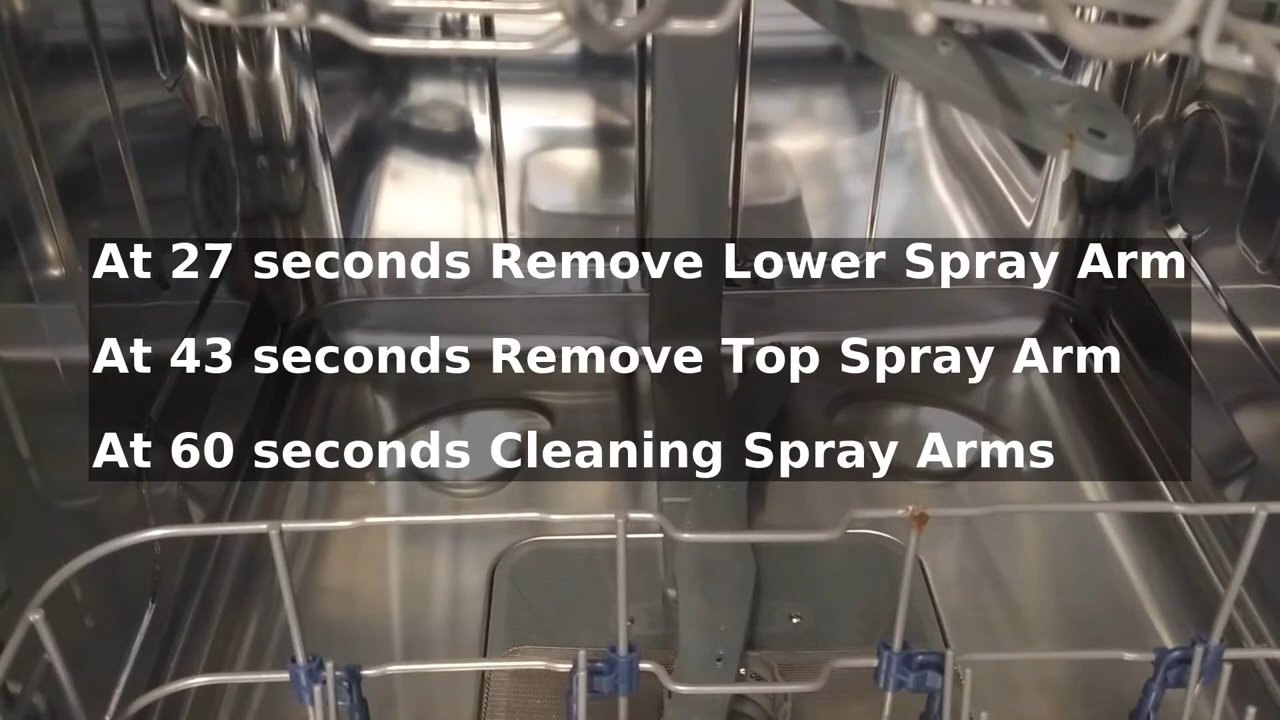 At 27 seconds Remove Lower Spray Arm
At 43 seconds Remove Top Spray Arm
At 60 seconds Cleaning Spray Arms